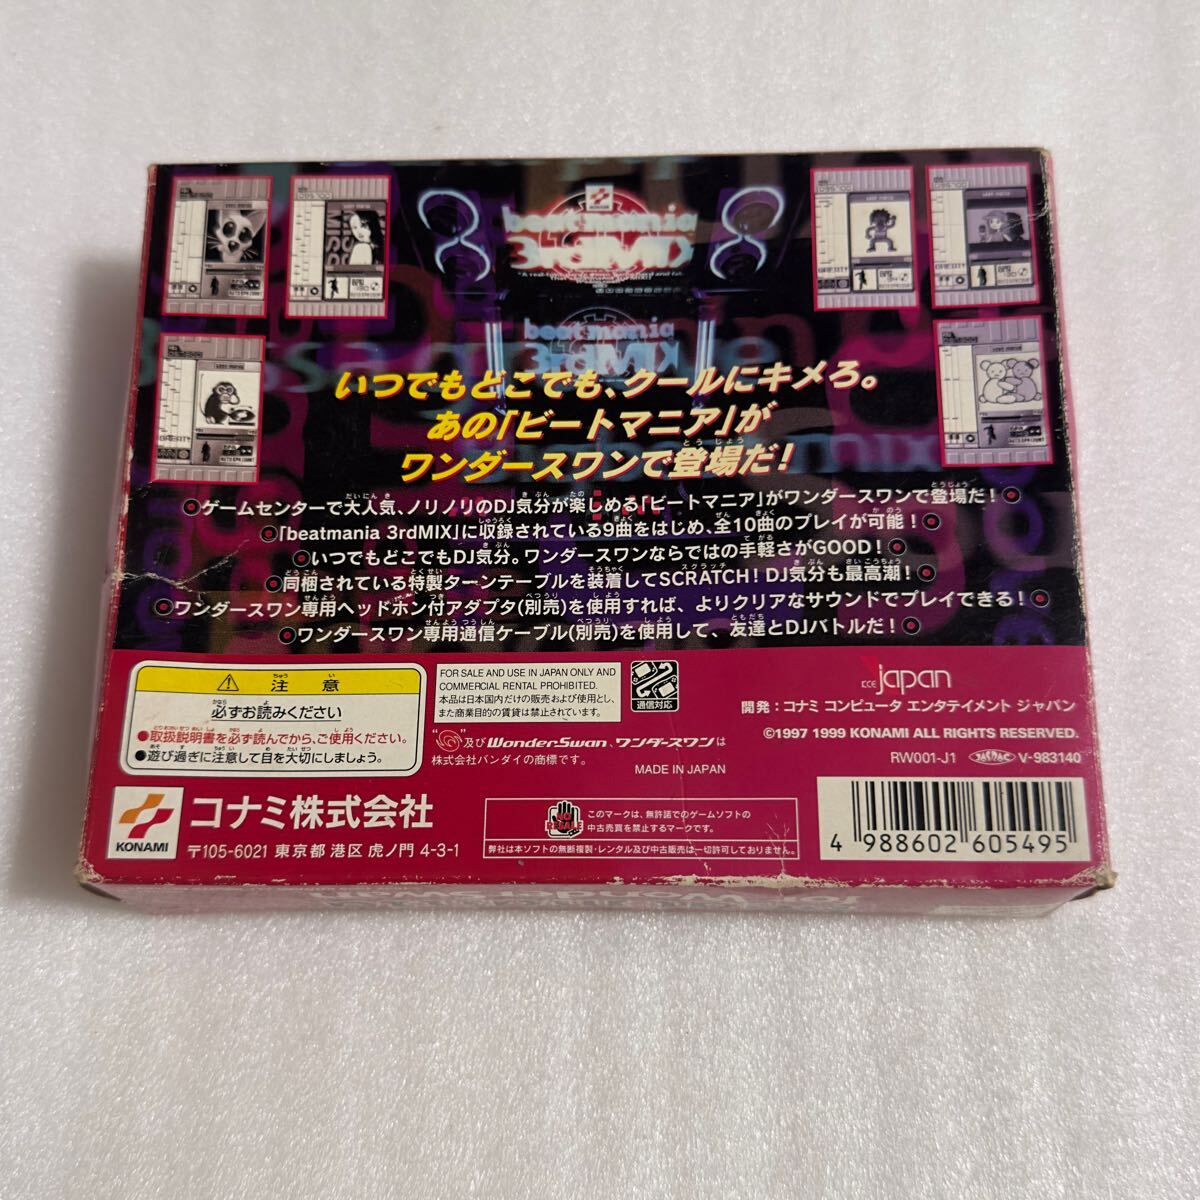 KONAMI
beatmania
3rdMIX
beatmania
いつでもどこでも、クールにキメろ。
あの「ビートマニア」が
ワンダースワンで登場だ!
ゲームセンターで大人気、ノリノリのDJ気分が楽しめる「ビートマニア」がワンダースワンで登場だ!
「beatmania 3rdMIX」に収録されている9曲をはじめ、全10曲のプレイが可能!
いつでもどこでもDJ気分。ワンダースワンならではの手軽さがGOOD!
同梱されている特製ターンテーブルを装着してSCRATCH! DJ気分も最高潮!
ワンダースワン専用ヘッドホン付アダプタ(別売)を使用すれば、よりクリアなサウンドでプレイできる!
ワンダースワン専用通信ケーブル(別売)を使用して、友達とDJバトルだ!
注意
必ずお読みください
●取扱説明書を必ず読んでから、ご使用ください。
●遊び過ぎに注意して目を大切にしましょう。
FOR SALE AND USE IN JAPAN ONLY AND
COMMERCIAL RENTAL PROHIBITED.
本品は日本国内だけの販売および使用とし、
また商業目的の賃貸は禁止されています。
通信対応
"
"及びWonderSwan、ワンダースワンは
株式会社バンダイの商標です。
MADE IN JAPAN
KCE japan
開発:コナミ コンピュータ エンタテイメント ジャパン
©1997 1999 KONAMI ALL RIGHTS RESERVED.
RW001-J1 JASRAC V-983140
KONAMI
コナミ株式会社
〒105-6021 東京都 港区 虎ノ門 4-3-1
NO RESALE
このマークは、無許諾でのゲームソフトの
中古売買を禁止するマークです。
弊社は本ソフトの無断複製・レンタル及び中古販売は一切許可しておりません。
4 988602 605495